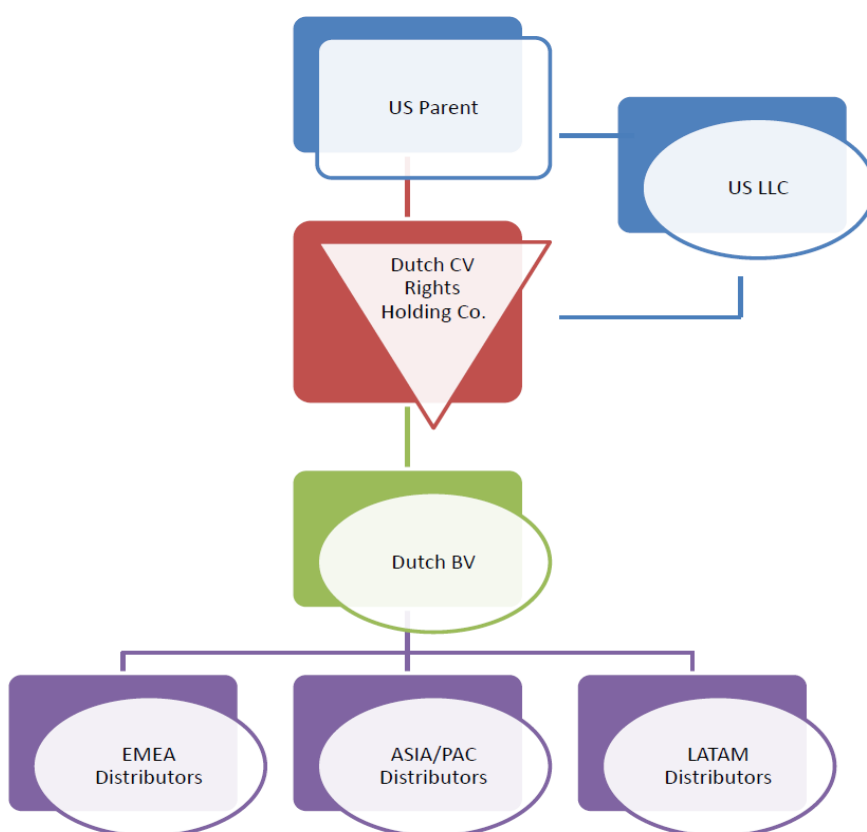 US Parent
US LLC
Dutch CV
Rights
Holding Co.
Dutch BV
EMEA
Distributors
ASIA/PAC
Distributors
LATAM
Distributors